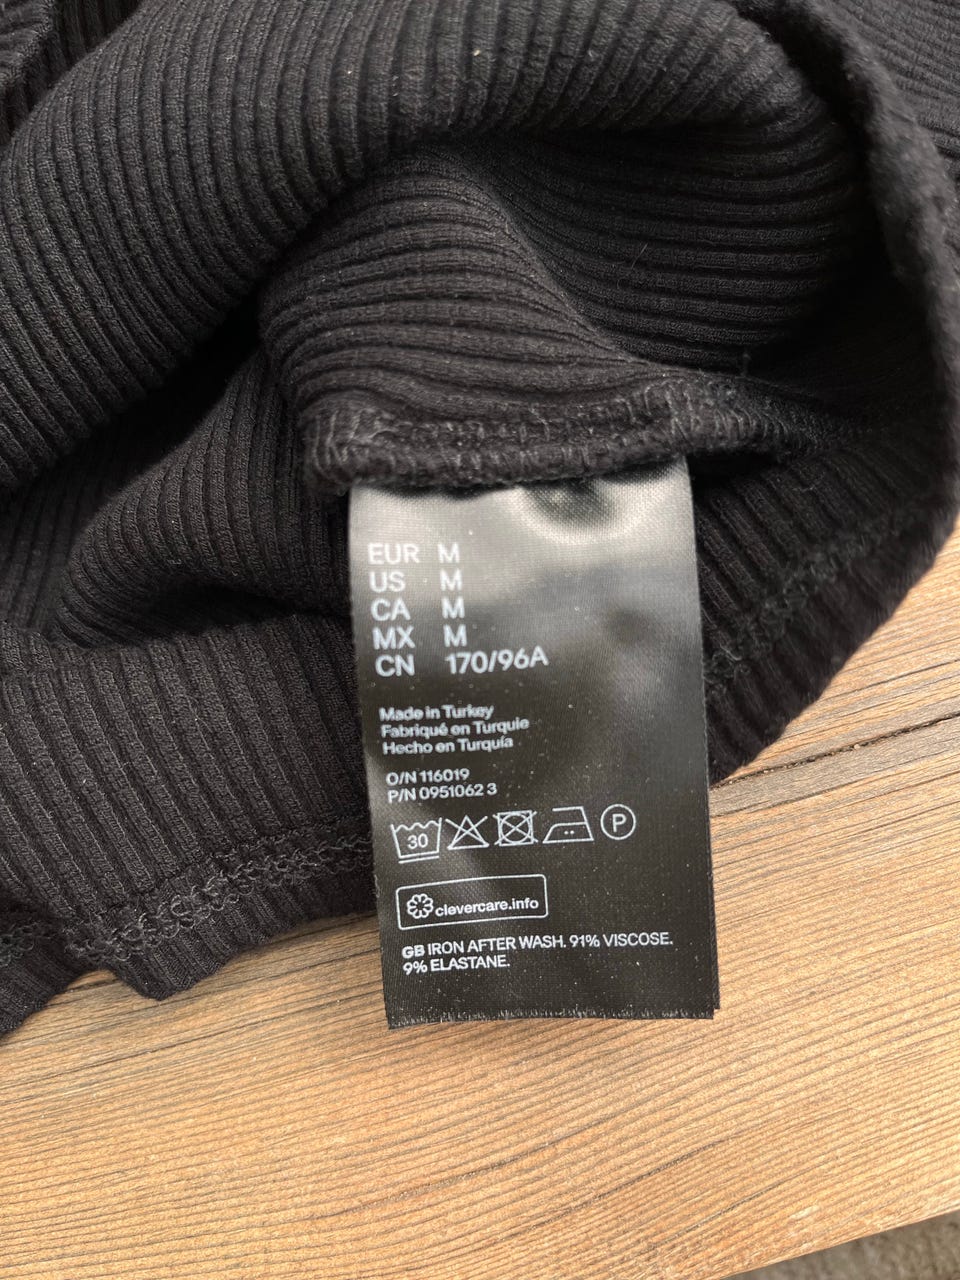 EUR M
US M
CA M
MX M
CN 170/96A
Made in Turkey
Fabriqué en Turquie
Hecho en Turquía
O/N 116019
P/N 0951062 3
30 P
clevercare.info
GB IRON AFTER WASH. 91% VISCOSE.
9% ELASTANE.